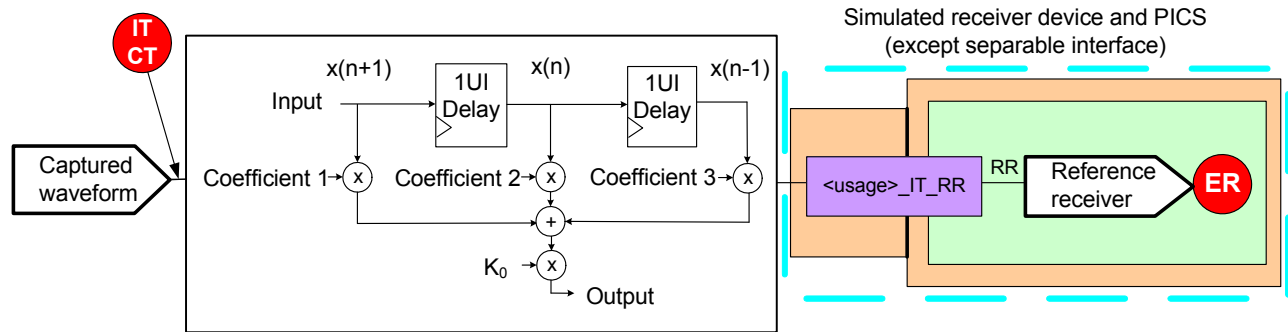 Simulated receiver device and PICS
(except separable interface)
IT
CT
x(n+1)
x(n)
x(n-1)
1UI
Delay
1UI
Delay
Input
Captured
waveform
Coefficient 1
x
Coefficient 2
x
Coefficient 3
x
<usage>_IT_RR
RR
Reference
receiver
ER
+
K0
x
Output